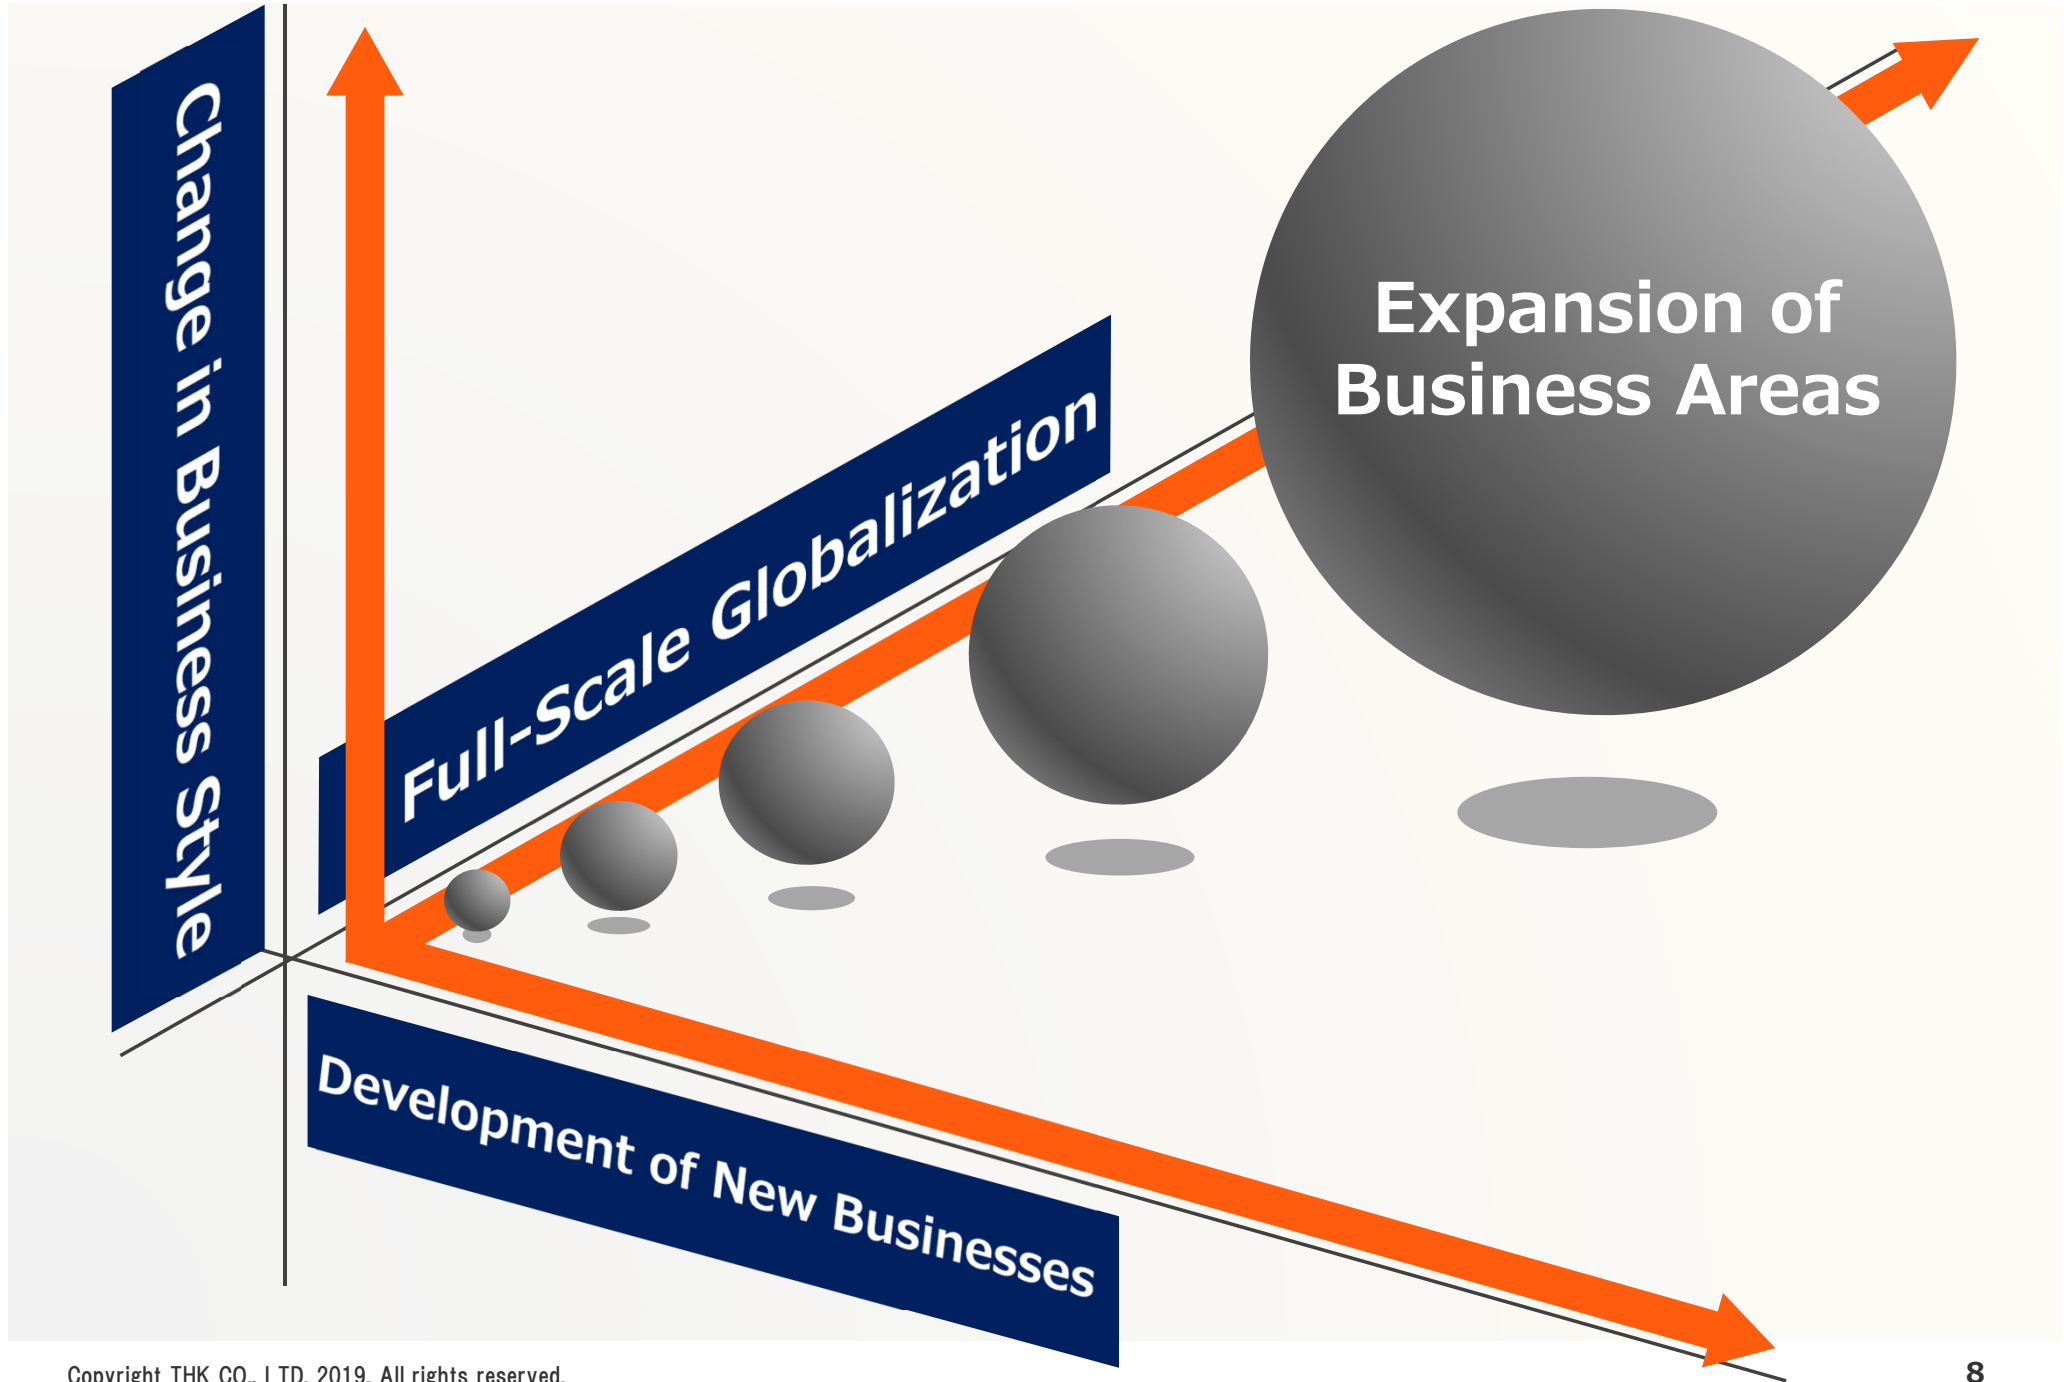 Change in Business Style
Expansion of
Business Areas
Full-Scale Globalization
Development of New Businesses
Copyright THK CO., LTD. 2019. All rights reserved.
8